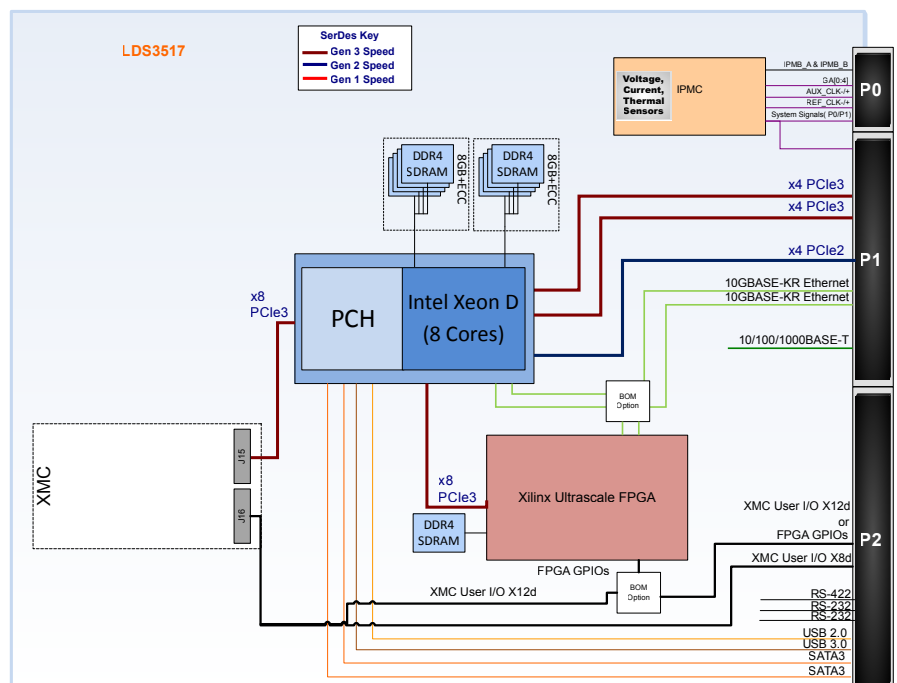 LDS3517
SerDes Key
Gen 3 Speed
Gen 2 Speed
Gen 1 Speed
Voltage,
Current,
Thermal
Sensors
IPMC
IPMB_A & IPMB_B
GA[0:4]
AUX_CLK-/+
REF_CLK-/+
System Signals( P0/P1)
P0
DDR4
SDRAM
8GB+ECC
DDR4
SDRAM
8GB+ECC
x4 PCIe3
x4 PCIe3
x4 PCIe2
P1
10GBASE-KR Ethernet
10GBASE-KR Ethernet
10/100/1000BASE-T
x8
PCIe3
PCH
Intel Xeon D
(8 Cores)
BOM
Option
XMC
J15
J16
x8
PCIe3
DDR4
SDRAM
Xilinx Ultrascale FPGA
XMC User I/O X12d
or
FPGA GPIOs
P2
XMC User I/O X8d
FPGA GPIOs
BOM
Option
XMC User I/O X12d
RS-422
RS-232
RS-232
USB 2.0
USB 3.0
SATA3
SATA3